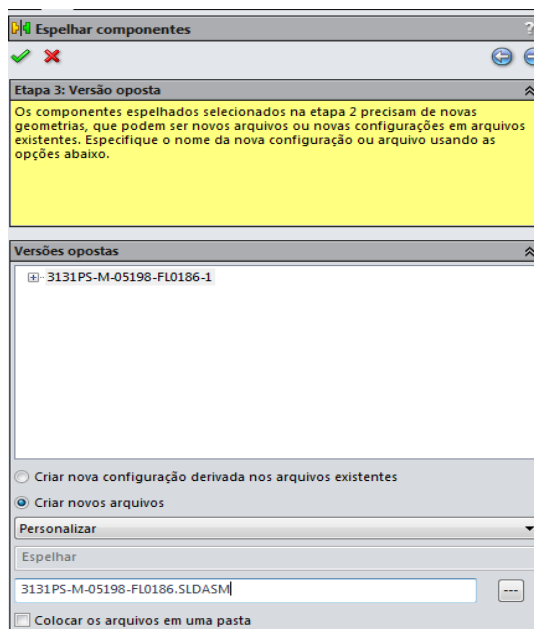 Espelhar componentes
?
Etapa 3: Versão oposta
Os componentes espelhados selecionados na etapa 2 precisam de novas
geometrias, que podem ser novos arquivos ou novas configurações em arquivos
existentes. Especifique o nome da nova configuração ou arquivo usando as
opções abaixo.
Versões opostas
3131PS-M-05198-FL0186-1
Criar nova configuração derivada nos arquivos existentes
Criar novos arquivos
Personalizar
Espelhar
3131PS-M-05198-FL0186.SLDASM
...
Colocar os arquivos em uma pasta